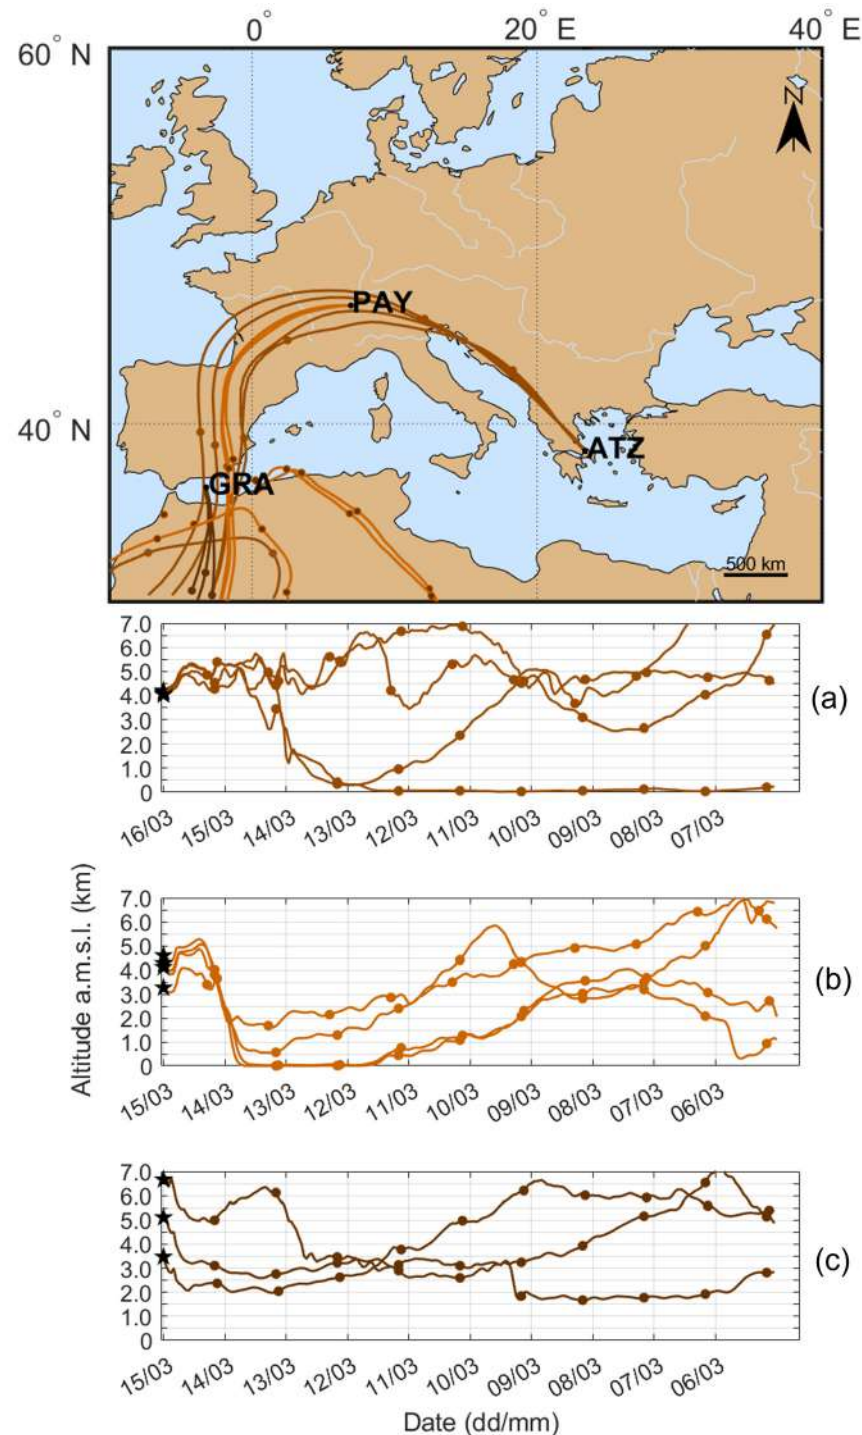 0° 20° E 40° E
60° N
N
PAY
40° N
ATZ
GRA
500 km
7.0
6.0
5.0
4.0
3.0
2.0
1.0
0
(a)
16/03 15/03 14/03 13/03 12/03 11/03 10/03 09/03 08/03 07/03
Altitude a.m.s.l. (km)
7.0
6.0
5.0
4.0
3.0
2.0
1.0
0
(b)
15/03 14/03 13/03 12/03 11/03 10/03 09/03 08/03 07/03 06/03
7.0
6.0
5.0
4.0
3.0
2.0
1.0
0
(c)
15/03 14/03 13/03 12/03 11/03 10/03 09/03 08/03 07/03 06/03
Date (dd/mm)